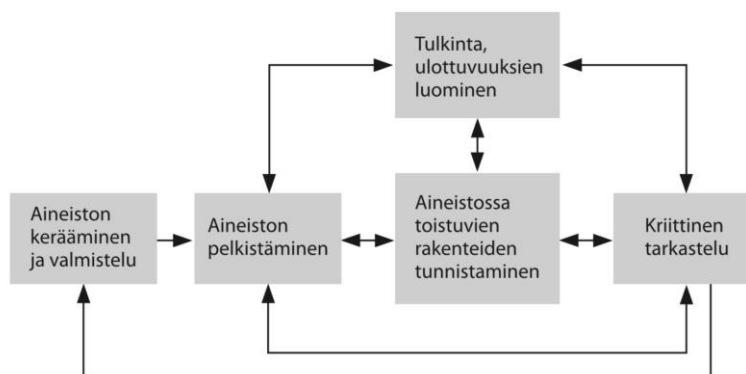 Tulkinta,
ulottuvuuksien
luominen
Aineiston
kerääminen
ja valmistelu
Aineiston
pelkistäminen
Aineistossa
toistuvien
rakenteiden
tunnistaminen
Kriittinen
tarkastelu